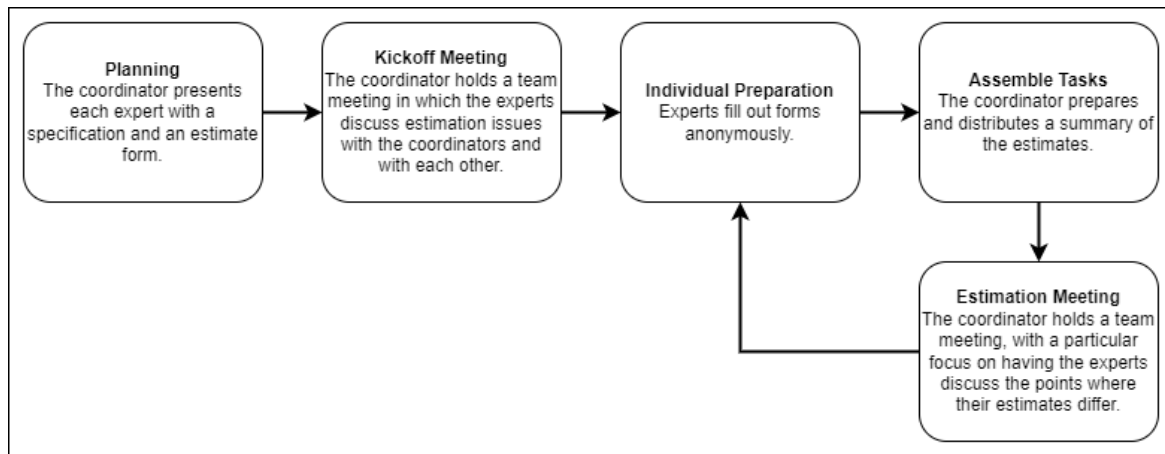 Planning
The coordinator presents
each expert with a
specification and an estimate
form.
Kickoff Meeting
The coordinator holds a team
meeting in which the experts
discuss estimation issues
with the coordinators and
with each other.
Individual Preparation
Experts fill out forms
anonymously.
Assemble Tasks
The coordinator prepares
and distributes a summary of
the estimates.
Estimation Meeting
The coordinator holds a team
meeting, with a particular
focus on having the experts
discuss the points where
their estimates differ.